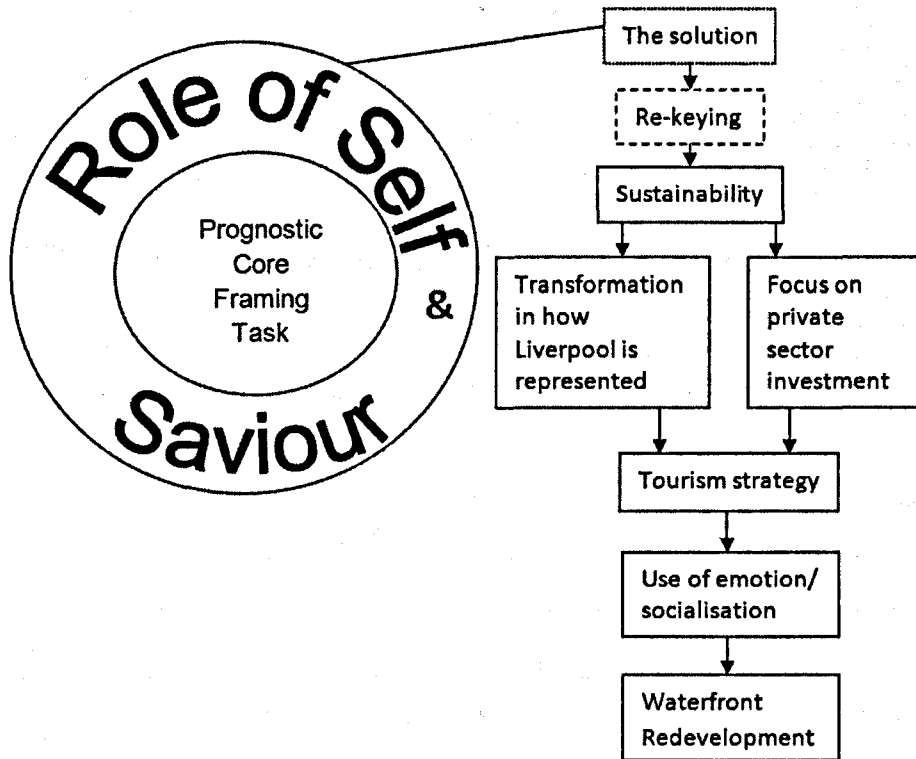 Role of Self
&
Saviour
Prognostic
Core
Framing
Task
The solution
Re-keying
Sustainability
Transformation
in how
Liverpool is
represented
Focus on
private
sector
investment
Tourism strategy
Use of emotion/
socialisation
Waterfront
Redevelopment